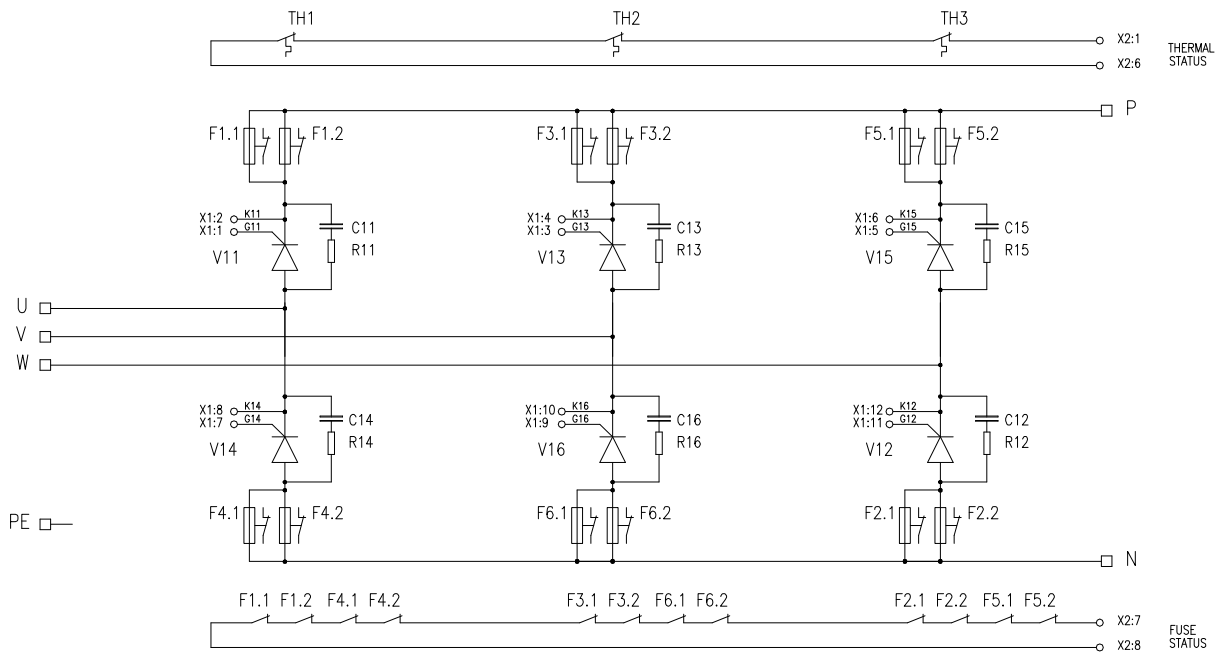 TH1 TH2 TH3
X2:1
X2:6
THERMAL
STATUS
P
F1.1 F1.2 F3.1 F3.2 F5.1 F5.2
X1:2 K11 C11 X1:4 K13 C13 X1:6 K15 C15
X1:1 G11 R11 X1:3 G13 R13 X1:5 G15 R15
V11 V13 V15
U
V
W
X1:8 K14 C14 X1:10 K16 C16 X1:12 K12 C12
X1:7 G14 R14 X1:9 G16 R16 X1:11 G12 R12
V14 V16 V12
F4.1 F4.2 F6.1 F6.2 F2.1 F2.2
PE
N
F1.1 F1.2 F4.1 F4.2 F3.1 F3.2 F6.1 F6.2 F2.1 F2.2 F5.1 F5.2
X2:7
X2:8
FUSE
STATUS